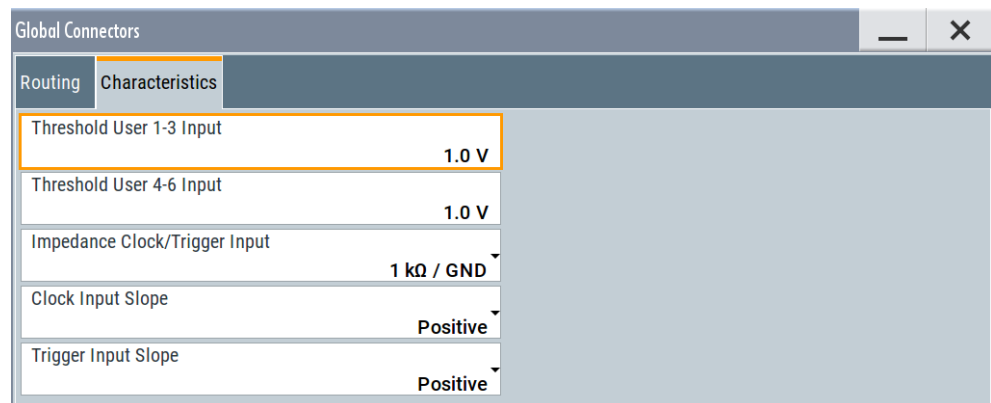 Global Connectors
Routing Characteristics
Threshold User 1-3 Input
1.0 V
Threshold User 4-6 Input
1.0 V
Impedance Clock/Trigger Input
1 kΩ / GND
Clock Input Slope
Positive
Trigger Input Slope
Positive